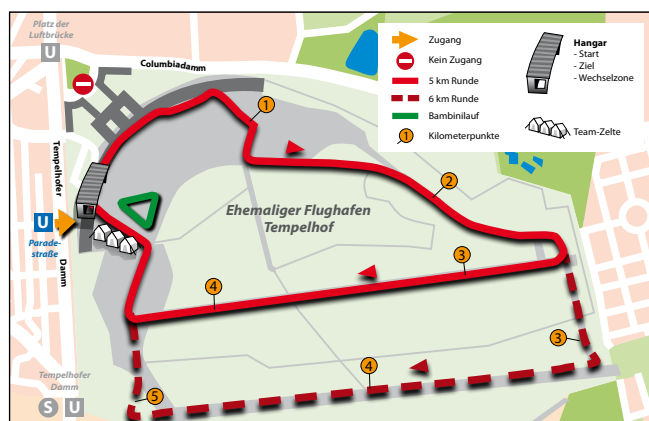 Platz der
Luftbrücke
U
Columbiadamm
Zugang
Kein Zugang
5 km Runde
6 km Runde
Bambinilauf
1
Kilometerpunkte
Hangar
- Start
- Ziel
- Wechselzone
Team-Zelte
1
2
3
4
3
4
5
Tempelhofer
Damm
U
Parade-
straße
Ehemaliger Flughafen
Tempelhof
Tempelhofer
Damm
S U